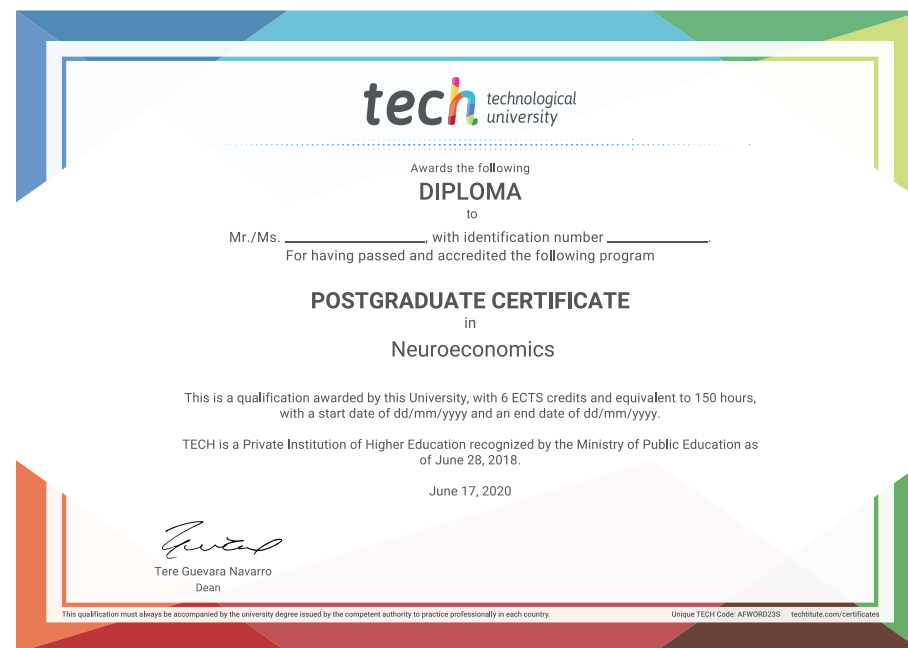 tech technological
university
Awards the following
DIPLOMA
to
Mr./Ms. ____________, with identification number ____________.
For having passed and accredited the following program
POSTGRADUATE CERTIFICATE
in
Neuroeconomics
This is a qualification awarded by this University, with 6 ECTS credits and equivalent to 150 hours,
with a start date of dd/mm/yyyy and an end date of dd/mm/yyyy.
TECH is a Private Institution of Higher Education recognized by the Ministry of Public Education as
of June 28, 2018.
June 17, 2020
Tere Guevara Navarro
Dean
This qualification must always be accompanied by the university degree issued by the competent authority to practice professionally in each country. Unique TECH Code: AFWORD23S techtitute.com/certificates